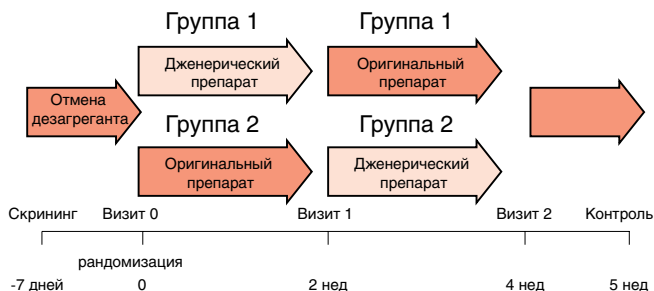 Группа 1
Группа 1
Дженерический
препарат
Оригинальный
препарат
Отмена
дезагреганта
Группа 2
Группа 2
Оригинальный
препарат
Дженерический
препарат
Скрининг
Визит 0
Визит 1
Визит 2
Контроль
рандомизация
-7 дней
0
2 нед
4 нед
5 нед